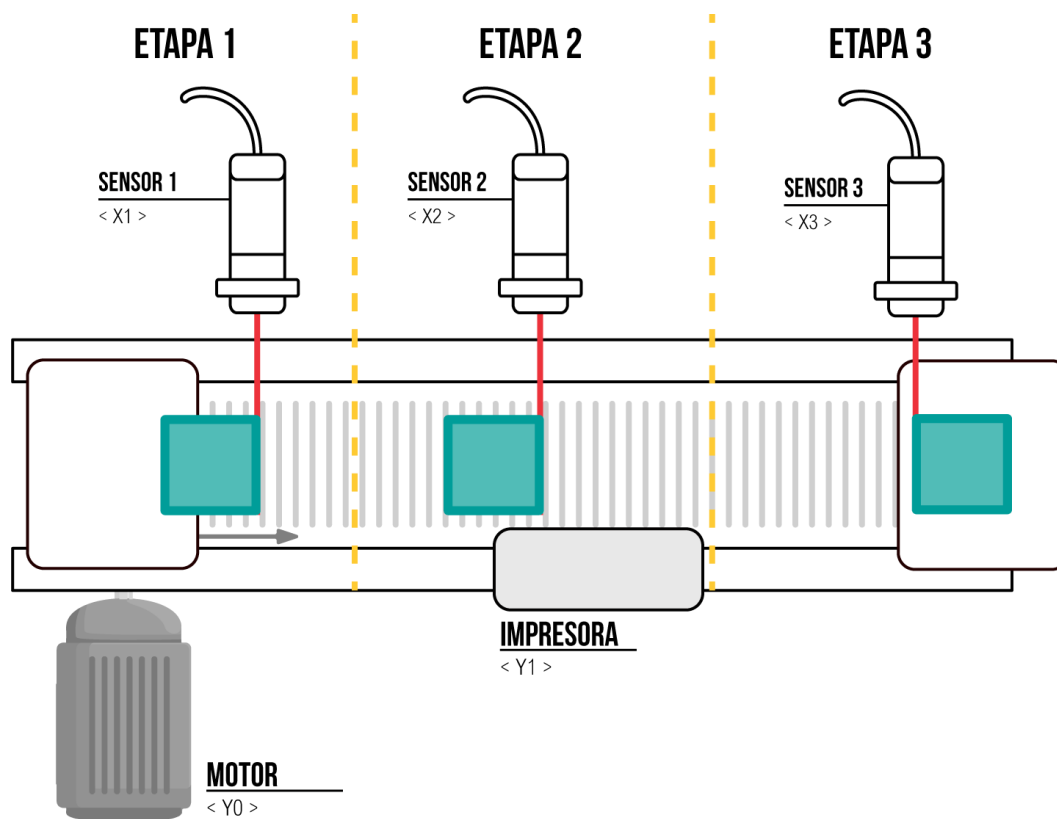 ETAPA 1
ETAPA 2
ETAPA 3
SENSOR 1
< X1 >
SENSOR 2
< X2 >
SENSOR 3
< X3 >
IMPRESORA
< Y1 >
MOTOR
< Y0 >